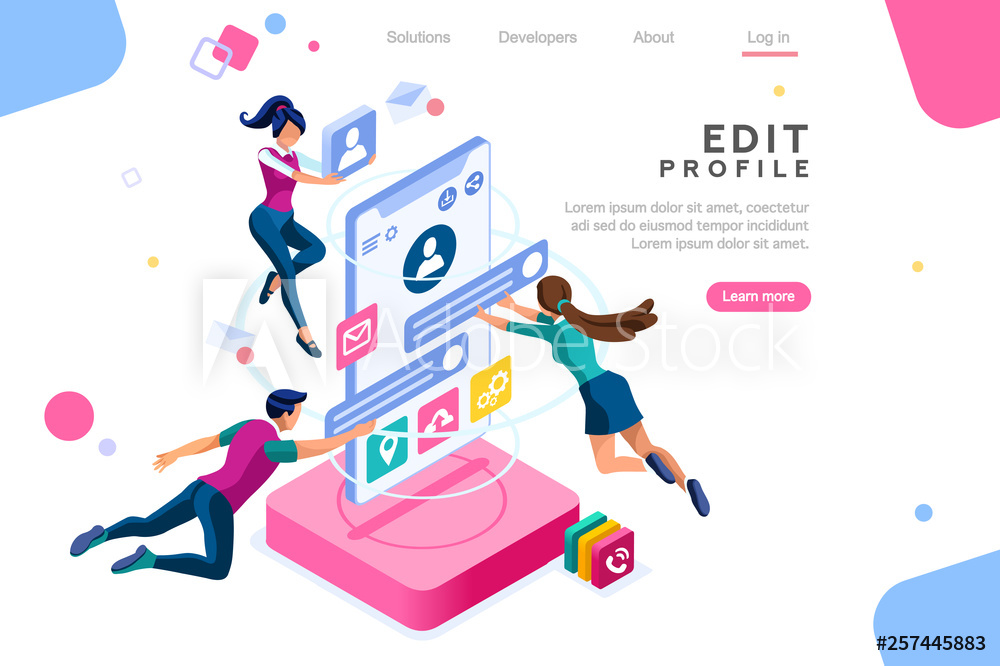 Solutions Developers About Log in
EDIT
PROFILE
Lorem ipsum dolor sit amet, coectetur
adi sed do eiusmod tempor incididunt
Lorem ipsum dolor sit amet.
Learn more
Adobe Stock
#257445883